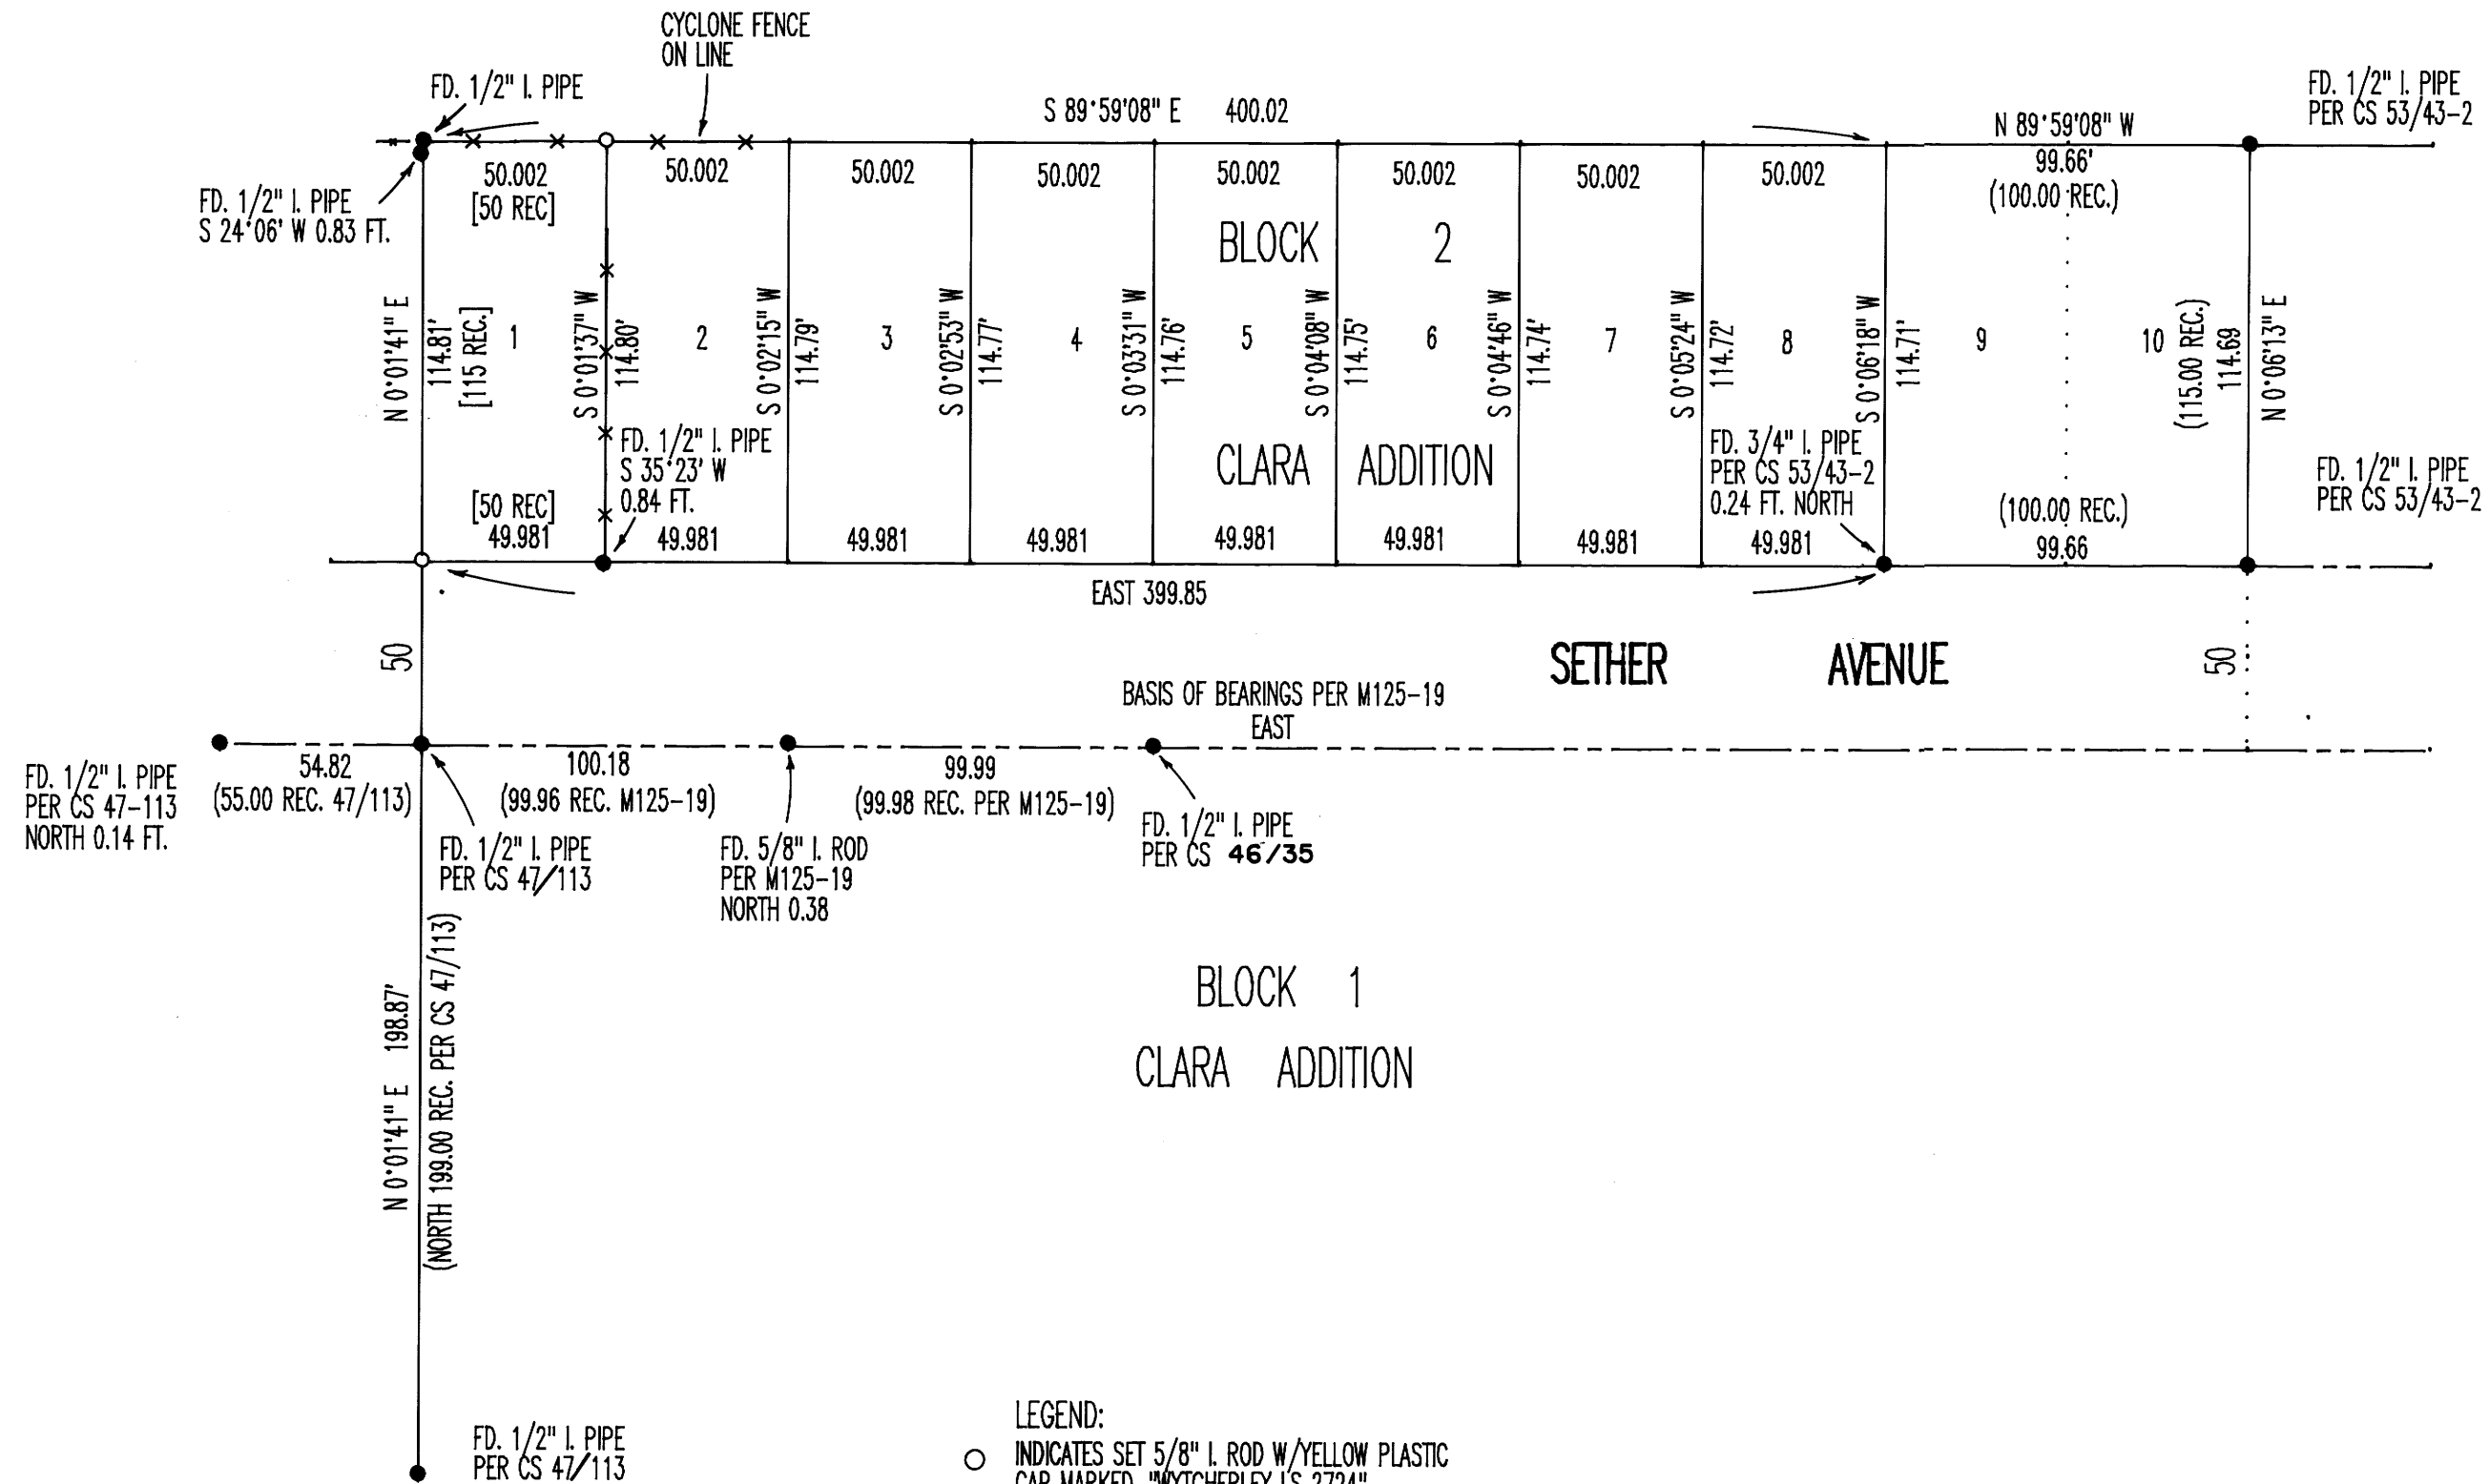 CYCLONE FENCE
ON LINE
FD. 1/2" I. PIPE
S 89°59'08" E 400.02
FD. 1/2" I. PIPE
PER CS 53/43-2
N 89°59'08" W
99.66'
(100.00 REC.)
50.002
[50 REC]
50.002
50.002
50.002
50.002
50.002
50.002
50.002
FD. 1/2" I. PIPE
S 24°06' W 0.83 FT.
BLOCK 2
N 0°01'41" E
114.81'
[115 REC.]
1
S 0°01'37" W
114.80'
2
S 0°02'15" W
114.79'
3
S 0°02'53" W
114.77'
4
S 0°03'31" W
114.76'
5
S 0°04'08" W
114.75'
6
S 0°04'46" W
114.74'
7
S 0°05'24" W
114.72'
8
S 0°06'18" W
114.71'
9
10
(115.00 REC.)
114.69
N 0°06'13" E
FD. 1/2" I. PIPE
S 35°23' W
0.84 FT.
CLARA ADDITION
FD. 3/4" I. PIPE
PER CS 53/43-2
0.24 FT. NORTH
FD. 1/2" I. PIPE
PER CS 53/43-2
[50 REC]
49.981
49.981
49.981
49.981
49.981
49.981
49.981
49.981
(100.00 REC.)
99.66
EAST 399.85
50
SETHER AVENUE
50
BASIS OF BEARINGS PER M125-19
EAST
FD. 1/2" I. PIPE
PER CS 47-113
NORTH 0.14 FT.
54.82
(55.00 REC. 47/113)
100.18
(99.96 REC. M125-19)
99.99
(99.98 REC. PER M125-19)
FD. 1/2" I. PIPE
PER CS 47/113
FD. 5/8" I. ROD
PER M125-19
NORTH 0.38
FD. 1/2" I. PIPE
PER CS 46/35
N 0°01'41" E 198.87'
(NORTH 199.00 REC. PER CS 47/113)
BLOCK 1
CLARA ADDITION
FD. 1/2" I. PIPE
PER CS 47/113
LEGEND:
INDICATES SET 5/8" I. ROD W/YELLOW PLASTIC
CAP MARKED "WYTCHERLEY LS 2724"